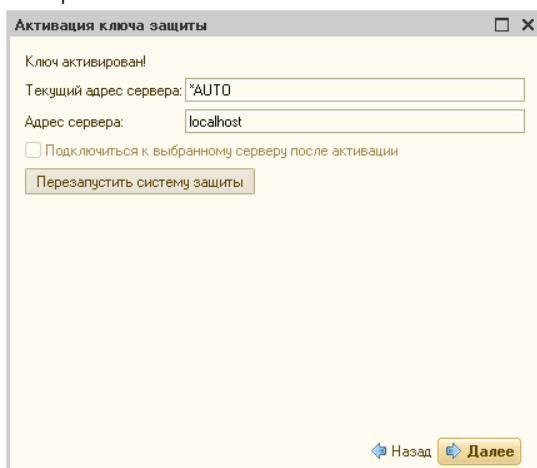 Активация ключа защиты
Ключ активирован!
Текущий адрес сервера: *AUTO
Адрес сервера: localhost
Подключиться к выбранному серверу после активации
Перезапустить систему защиты
Назад Далее